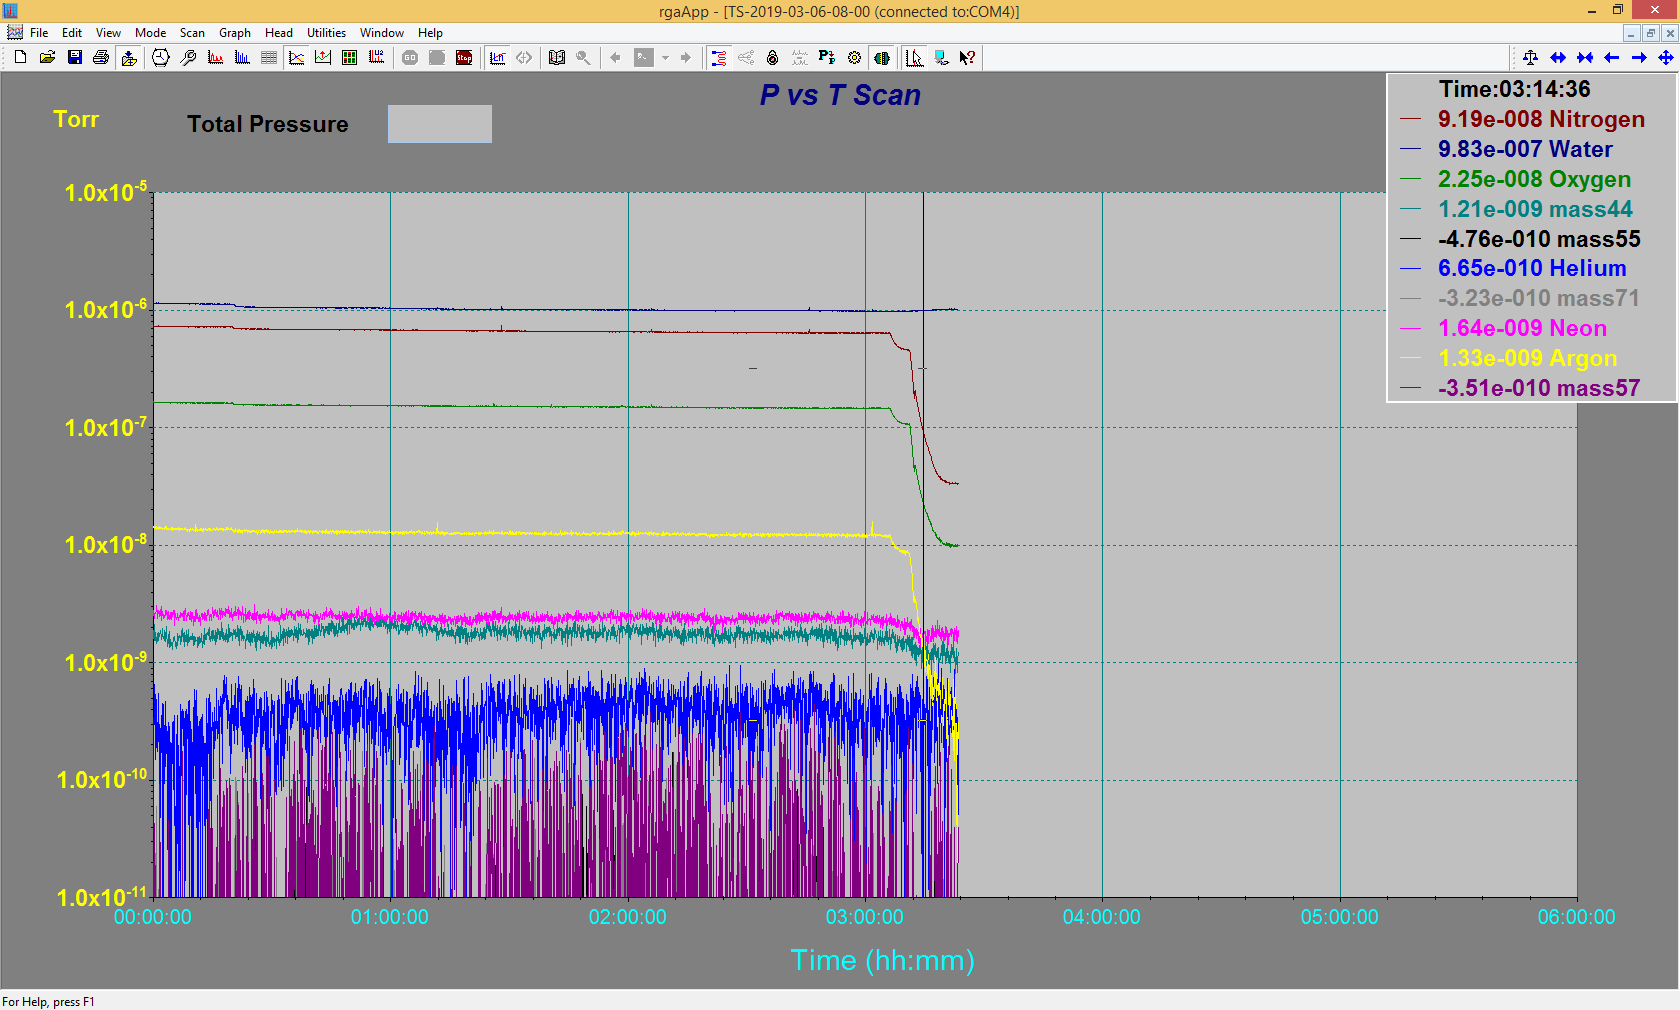 rgaApp - [TS-2019-03-06-08-00 (connected to:COM4)]
File Edit View Mode Scan Graph Head Utilities Window Help
GO Stop
P vs T Scan
Torr
Total Pressure
Time:03:14:36
9.19e-008 Nitrogen
9.83e-007 Water
2.25e-008 Oxygen
1.21e-009 mass44
-4.76e-010 mass55
6.65e-010 Helium
-3.23e-010 mass71
1.64e-009 Neon
1.33e-009 Argon
-3.51e-010 mass57
1.0x10-5
1.0x10-6
1.0x10-7
1.0x10-8
1.0x10-9
1.0x10-10
1.0x10-11
00:00:00 01:00:00 02:00:00 03:00:00 04:00:00 05:00:00 06:00:00
Time (hh:mm)
For Help, press F1